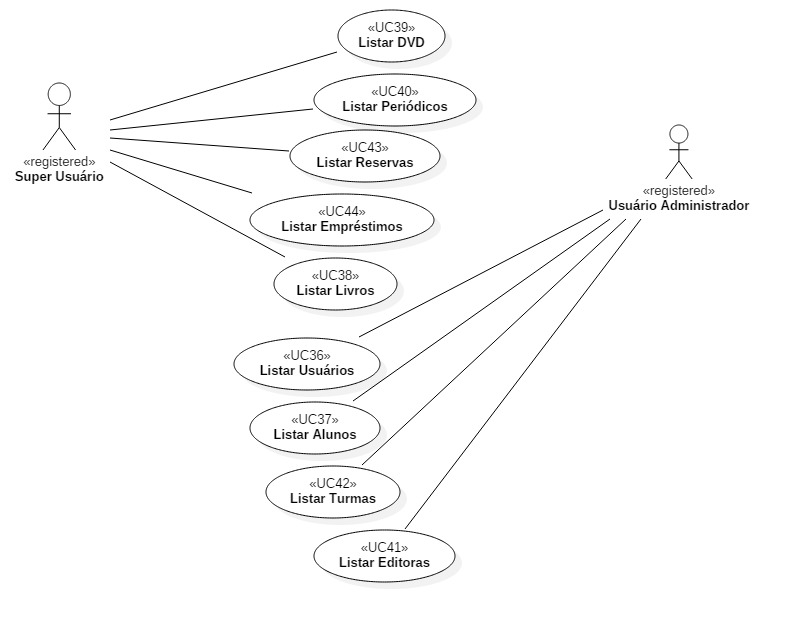 «UC39»
Listar DVD
«UC40»
Listar Periódicos
«UC43»
Listar Reservas
«registered»
Super Usuário
«registered»
Usuário Administrador
«UC44»
Listar Empréstimos
«UC38»
Listar Livros
«UC36»
Listar Usuários
«UC37»
Listar Alunos
«UC42»
Listar Turmas
«UC41»
Listar Editoras